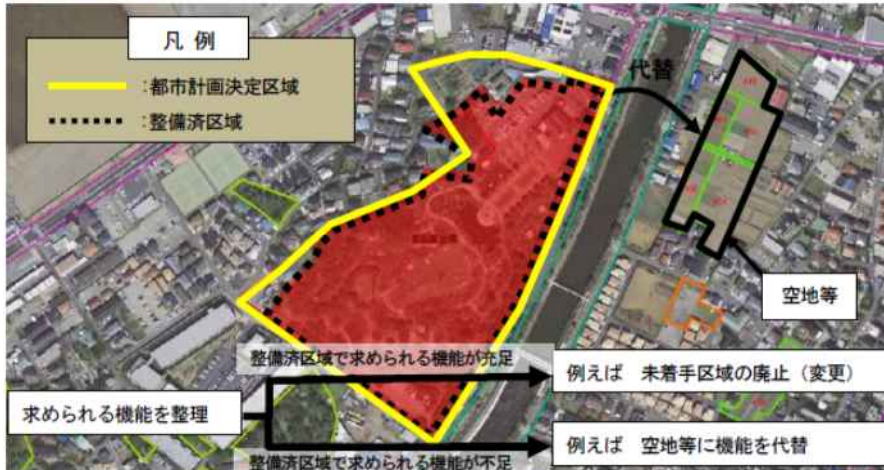 凡 例
:都市計画決定区域
:整備済区域
代替
空地等
整備済区域で求められる機能が充足
例えば 未着手区域の廃止（変更）
求められる機能を整理
例えば 空地等に機能を代替
整備済区域で求められる機能が不足